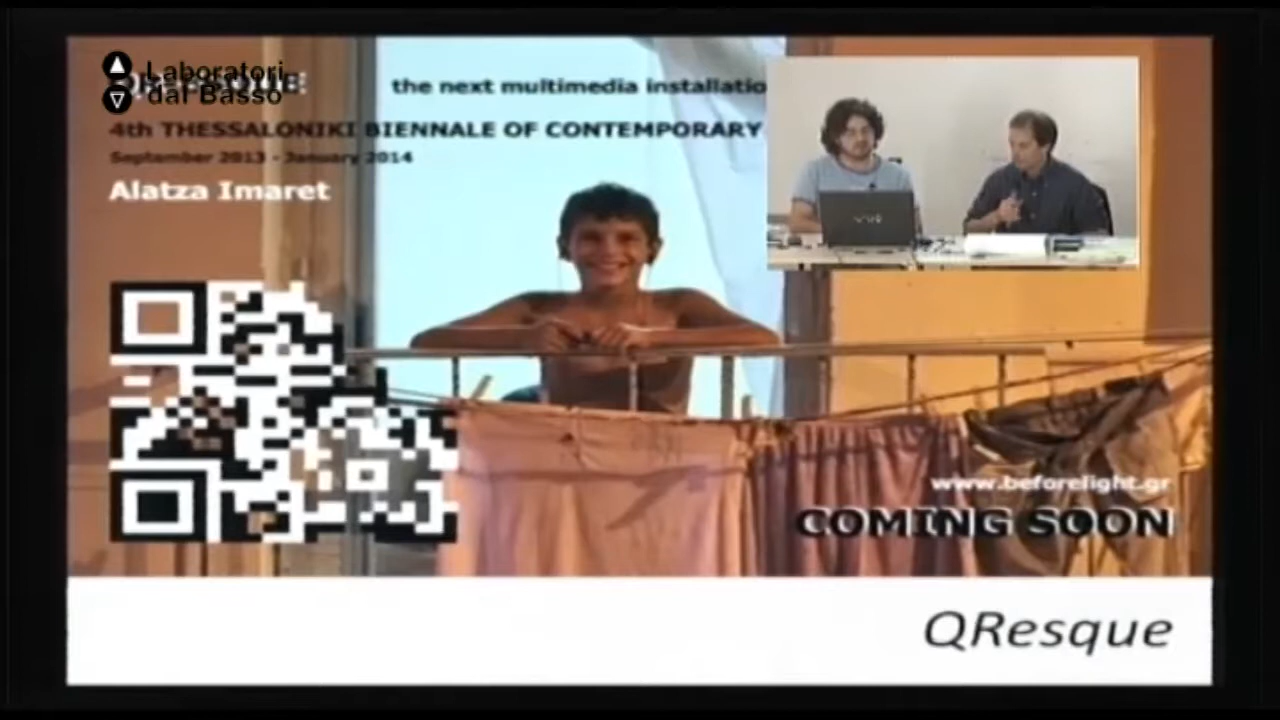 Laboratori
dal Basso
the next multimedia installatio
4th THESSALONIKI BIENNALE OF CONTEMPORARY
September 2013 - January 2014
Alatza Imaret
www.beforelight.gr
COMING SOON
QResque